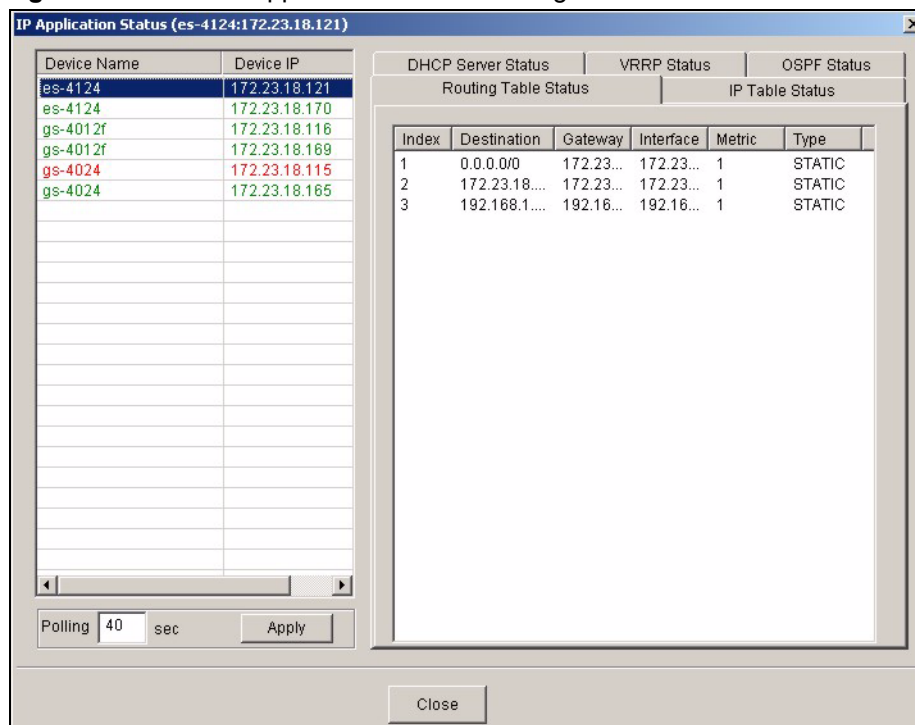 IP Application Status (es-4124:172.23.18.121)
Device Name Device IP
es-4124 172.23.18.121
es-4124 172.23.18.170
gs-4012f 172.23.18.116
gs-4012f 172.23.18.169
gs-4024 172.23.18.115
gs-4024 172.23.18.165
Polling 40 sec Apply
DHCP Server Status VRRP Status OSPF Status
Routing Table Status IP Table Status
Index Destination Gateway Interface Metric Type
1 0.0.0.0/0 172.23... 172.23... 1 STATIC
2 172.23.18.... 172.23... 172.23... 1 STATIC
3 192.168.1.... 192.16... 192.16... 1 STATIC
Close